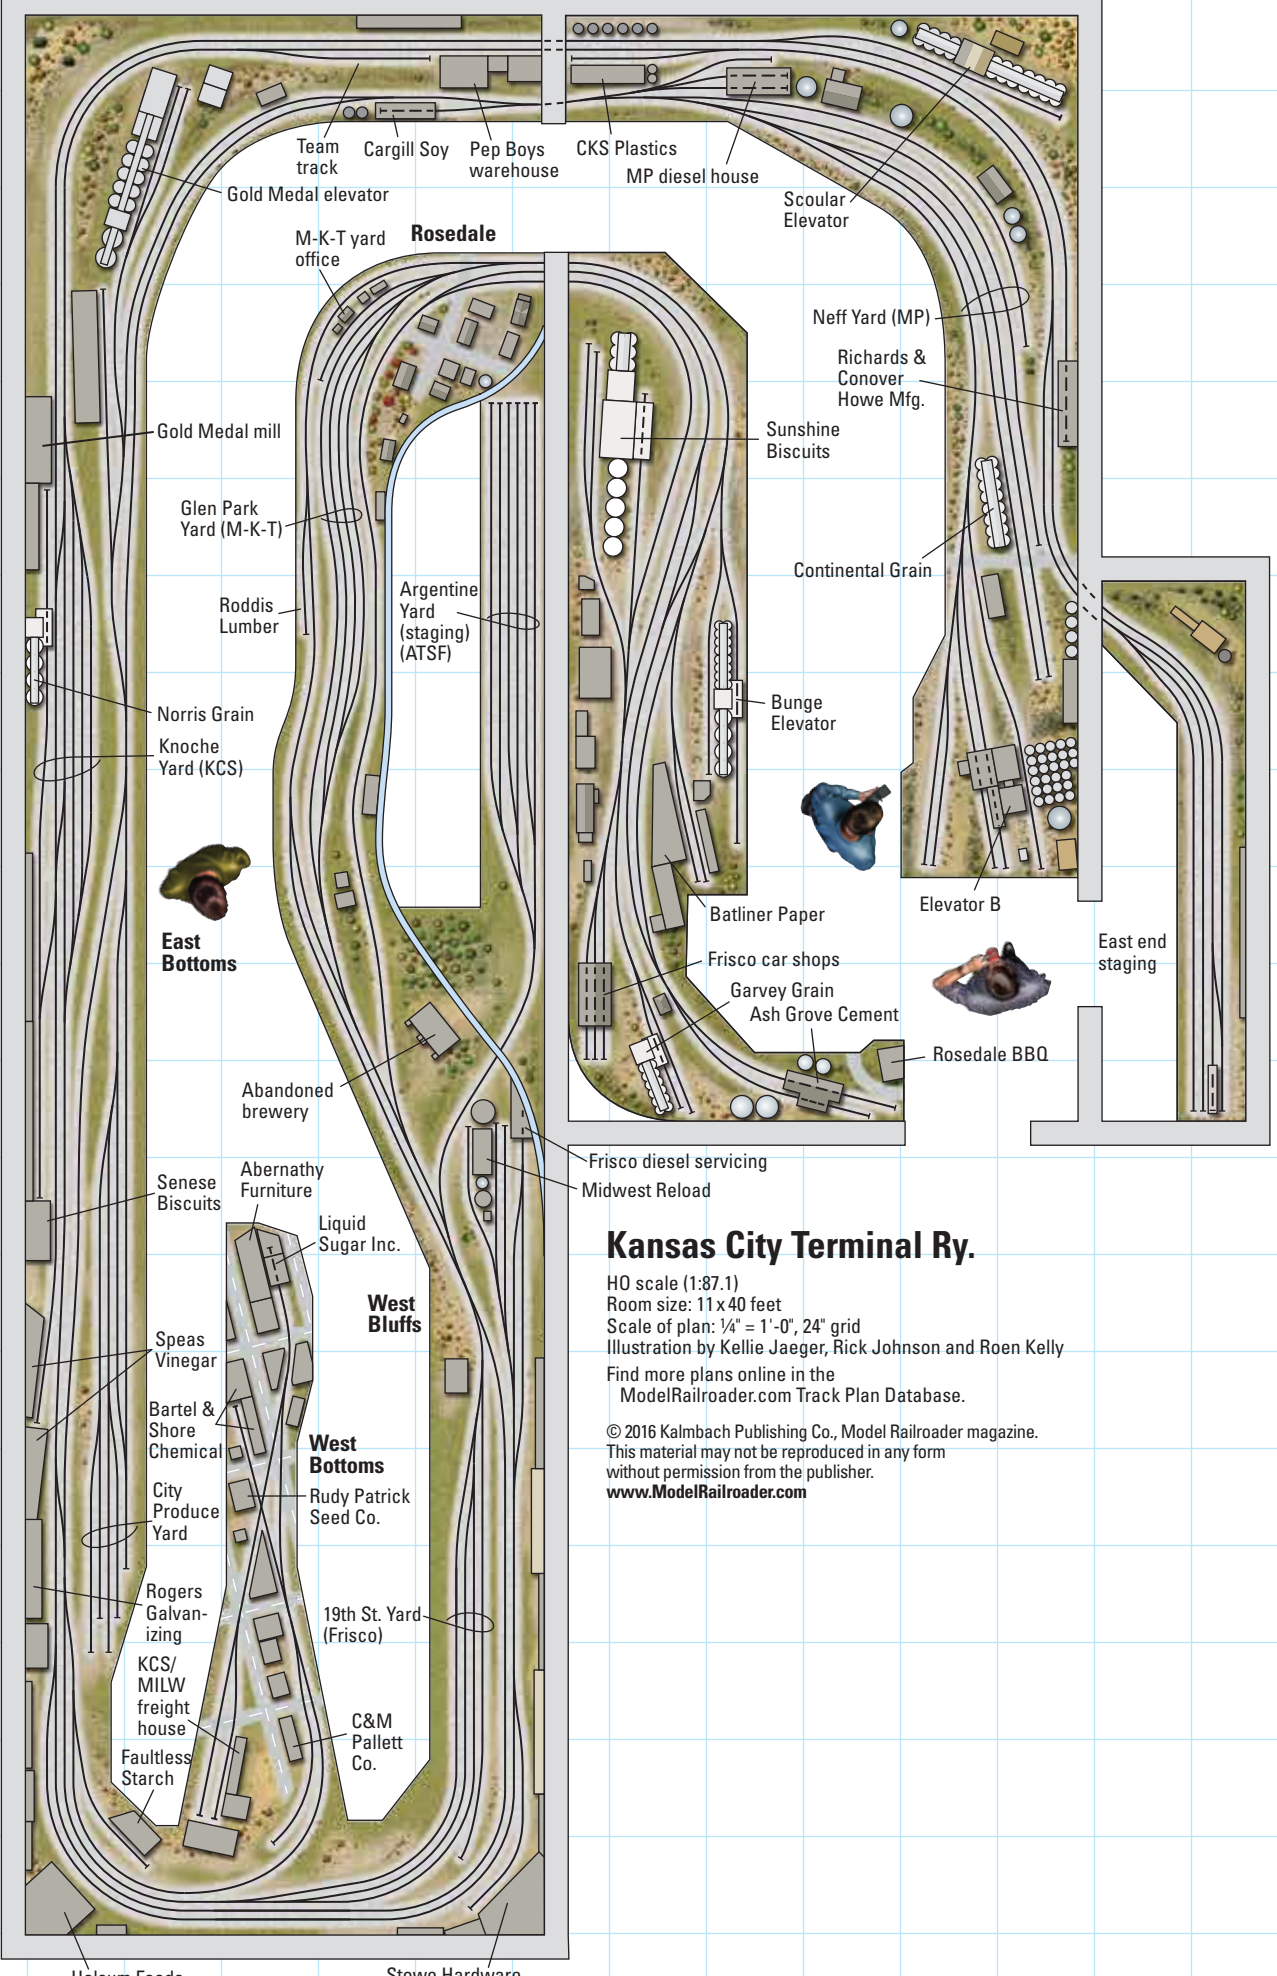 Team
track
Cargill Soy
Pep Boys
warehouse
CKS Plastics
MP diesel house
Scoular
Elevator
Gold Medal elevator
M-K-T yard
office
Rosedale
Neff Yard (MP)
Richards &
Conover
Howe Mfg.
Gold Medal mill
Sunshine
Biscuits
Glen Park
Yard (M-K-T)
Continental Grain
Roddis
Lumber
Argentine
Yard
(staging)
(ATSF)
Norris Grain
Knoche
Yard (KCS)
Bunge
Elevator
East
Bottoms
Batliner Paper
Elevator B
East end
staging
Frisco car shops
Garvey Grain
Ash Grove Cement
Rosedale BBQ
Abandoned
brewery
Frisco diesel servicing
Midwest Reload
Senese
Biscuits
Abernathy
Furniture
Liquid
Sugar Inc.
West
Bluffs
Speas
Vinegar
Bartel &
Shore
Chemical
West
Bottoms
City
Produce
Yard
Rudy Patrick
Seed Co.
Rogers
Galvan-
izing
19th St. Yard
(Frisco)
KCS/
MILW
freight
house
C&M
Pallett
Co.
Faultless
Starch
Kansas City Terminal Ry.
HO scale (1:87.1)
Room size: 11 x 40 feet
Scale of plan: ¼" = 1'-0", 24" grid
Illustration by Kellie Jaeger, Rick Johnson and Roen Kelly
Find more plans online in the
ModelRailroader.com Track Plan Database.
© 2016 Kalmbach Publishing Co., Model Railroader magazine.
This material may not be reproduced in any form
without permission from the publisher.
www.ModelRailroader.com
Stowe Hardware